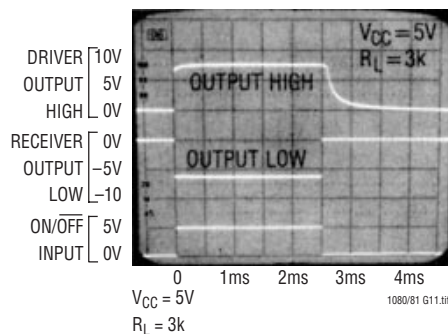 VCC = 5V
RL = 3k
DRIVER 10V
OUTPUT 5V
HIGH 0V
OUTPUT HIGH
RECEIVER 0V
OUTPUT –5V
LOW –10
OUTPUT LOW
ON/OFF 5V
INPUT 0V
0 1ms 2ms 3ms 4ms
VCC = 5V
RL = 3k
1080/81 G11.tif